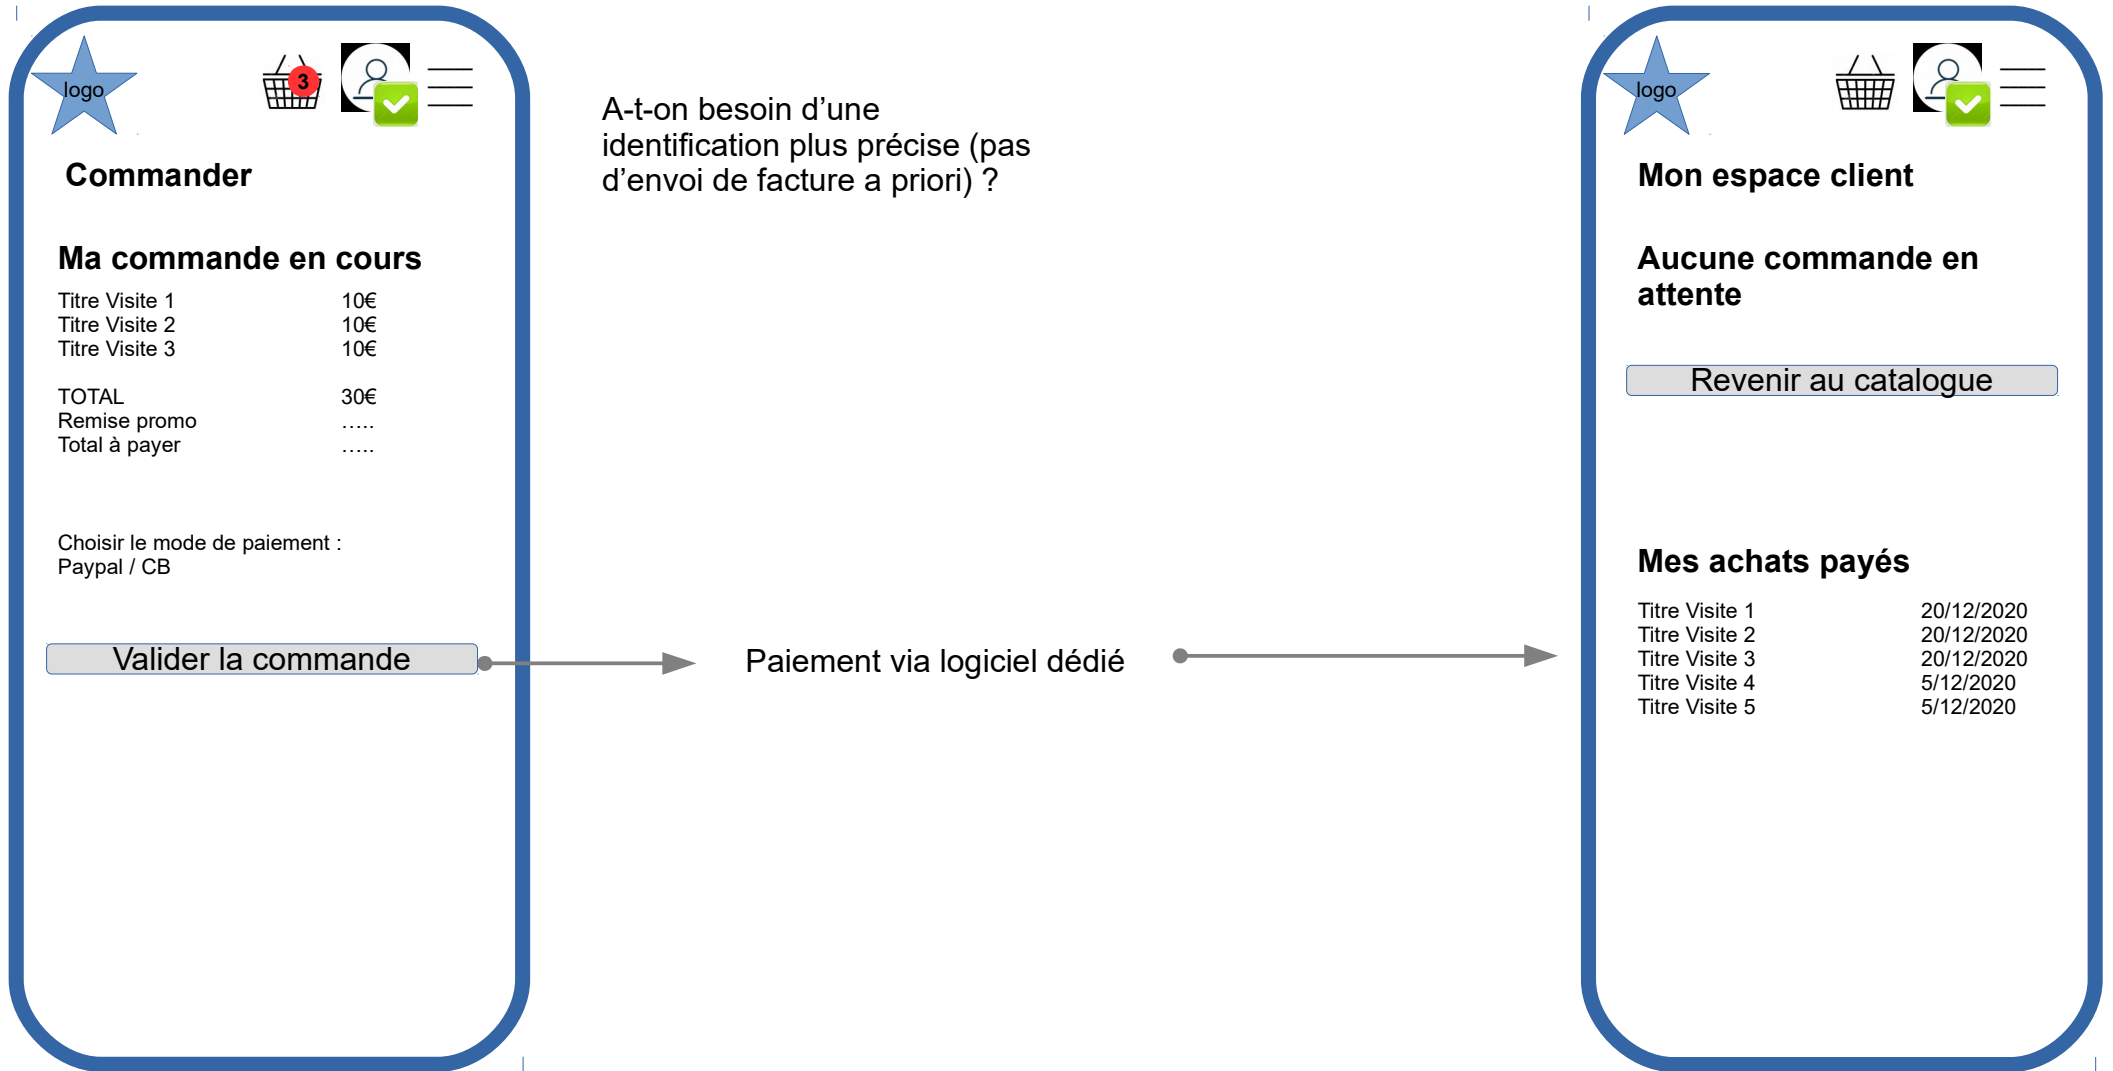 logo
3
Commander
Ma commande en cours
Titre Visite 1 10€
Titre Visite 2 10€
Titre Visite 3 10€
TOTAL 30€
Remise promo …..
Total à payer …..
Choisir le mode de paiement :
Paypal / CB
Valider la commande
A-t-on besoin d’une
identification plus précise (pas
d’envoi de facture a priori) ?
Paiement via logiciel dédié
logo
Mon espace client
Aucune commande en
attente
Revenir au catalogue
Mes achats payés
Titre Visite 1 20/12/2020
Titre Visite 2 20/12/2020
Titre Visite 3 20/12/2020
Titre Visite 4 5/12/2020
Titre Visite 5 5/12/2020